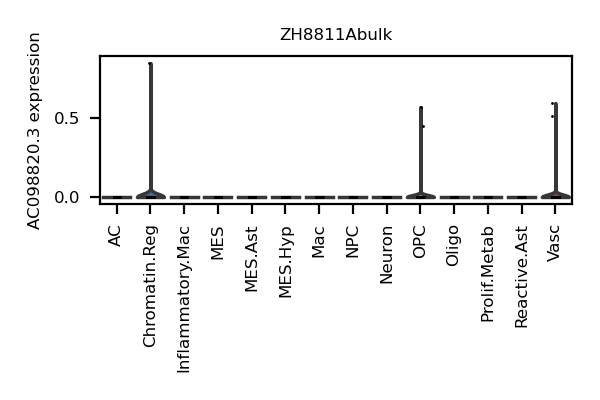 ZH8811Abulk
AC098820.3 expression
0.5
0.0
AC
Chromatin.Reg
Inflammatory.Mac
MES
MES.Ast
MES.Hyp
Mac
NPC
Neuron
OPC
Oligo
Prolif.Metab
Reactive.Ast
Vasc